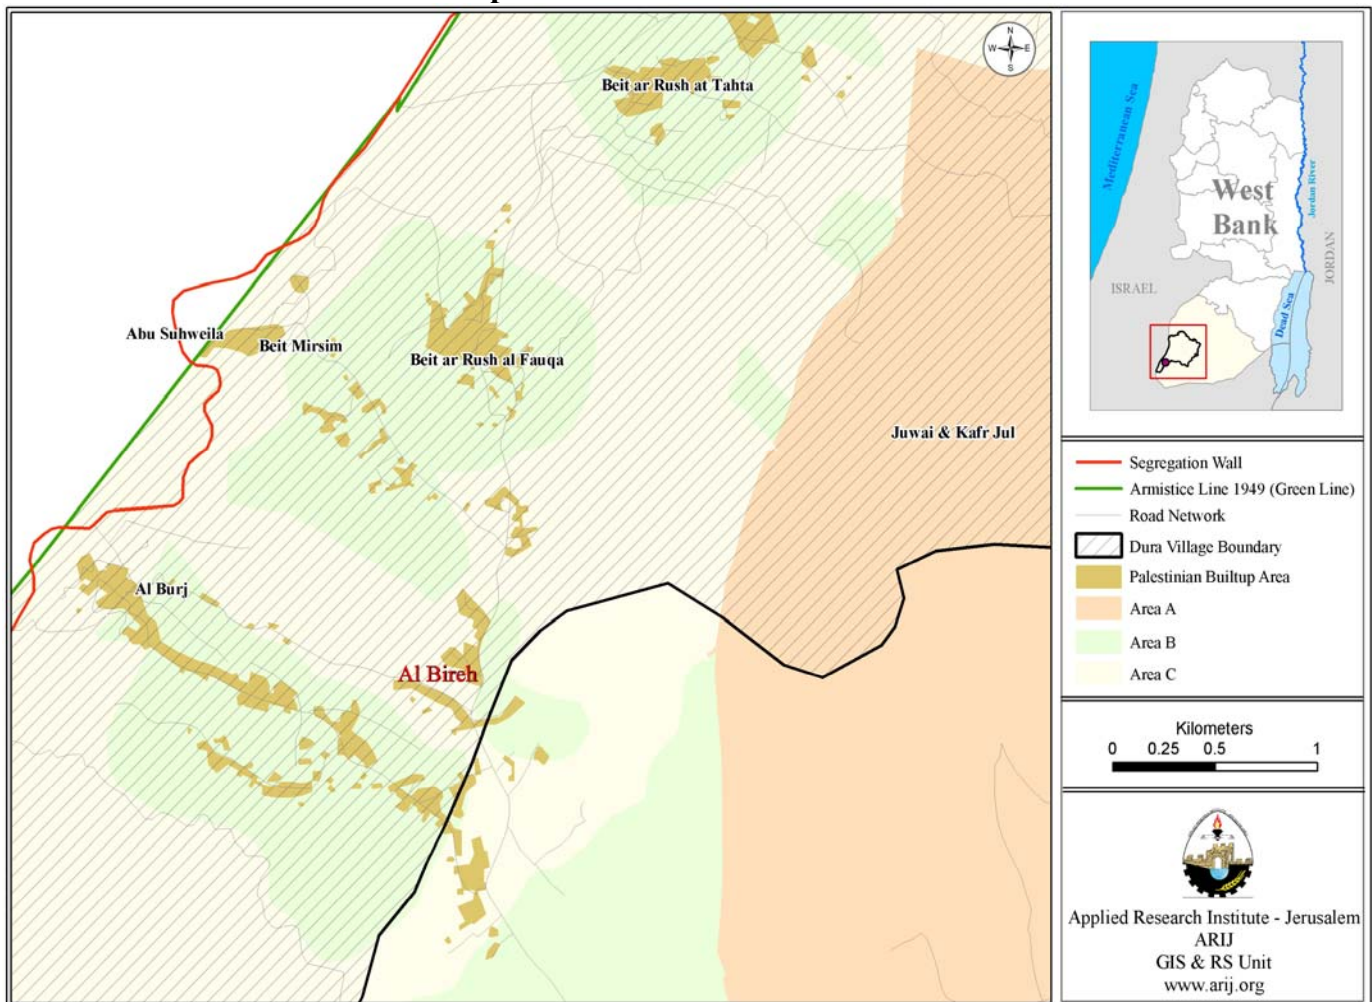 Beit ar Rush at Tahta
Abu Suhweila
Beit Mirsim
Beit ar Rush al Fauqa
Juwai & Kafr Jul
Al Burj
Al Bireh
N
W E
S
Mediterranean Sea
West
Bank
Jordan River
JORDAN
ISRAEL
Dead Sea
Segregation Wall
Armistice Line 1949 (Green Line)
Road Network
Dura Village Boundary
Palestinian Builtup Area
Area A
Area B
Area C
Kilometers
0 0.25 0.5 1
Applied Research Institute - Jerusalem
ARIJ
GIS & RS Unit
www.arij.org